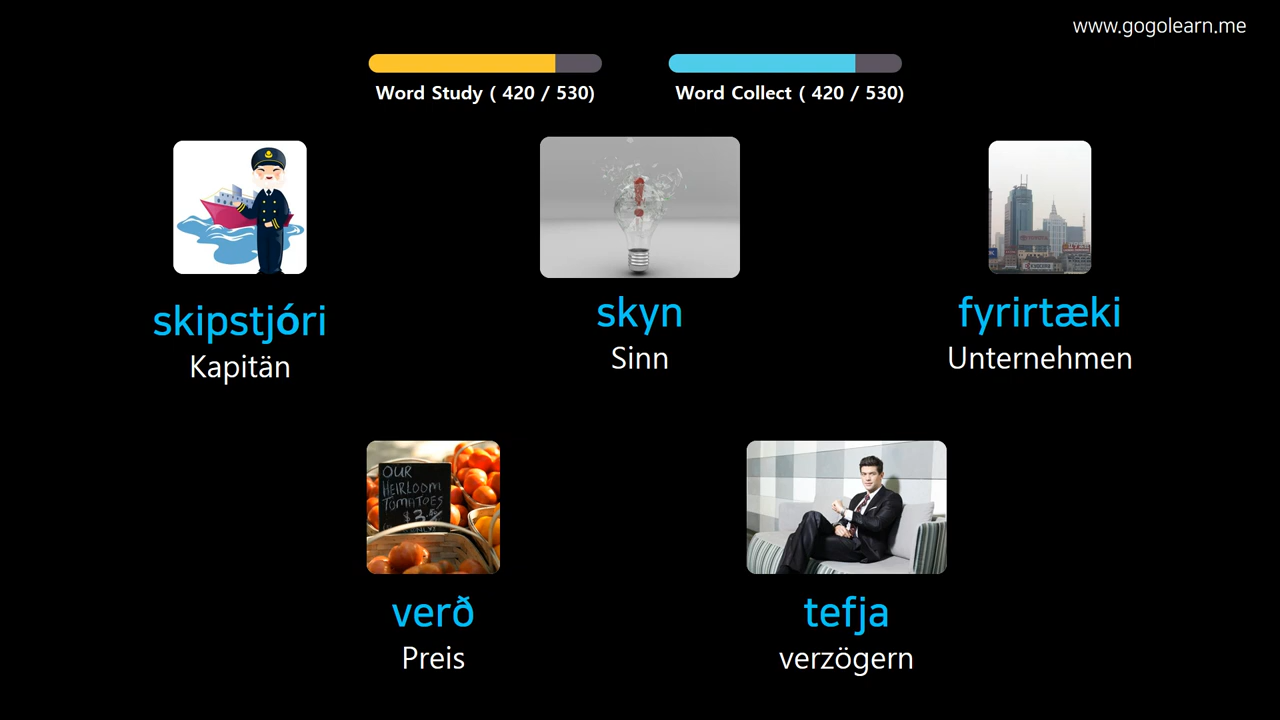 www.gogolearn.me
Word Study ( 420 / 530)
Word Collect ( 420 / 530)
skipstjóri
Kapitän
skyn
Sinn
fyrirtæki
Unternehmen
OUR
HEIRLOOM
TOMATOES
verð
Preis
tefja
verzögern